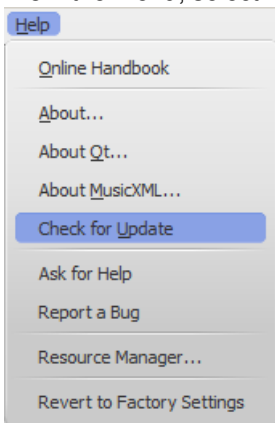 Help
Online Handbook
About...
About Qt...
About MusicXML...
Check for Update
Ask for Help
Report a Bug
Resource Manager...
Revert to Factory Settings